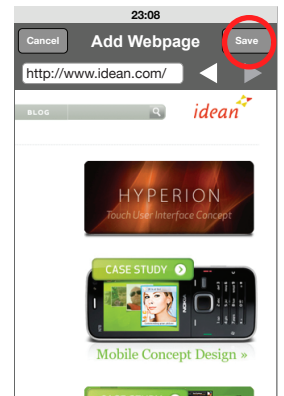 23:08
Cancel Add Webpage Save
http://www.idean.com/
BLOG
idean
HYPERION
Touch User Interface Concept
CASE STUDY
NOKIA
Mobile Concept Design »